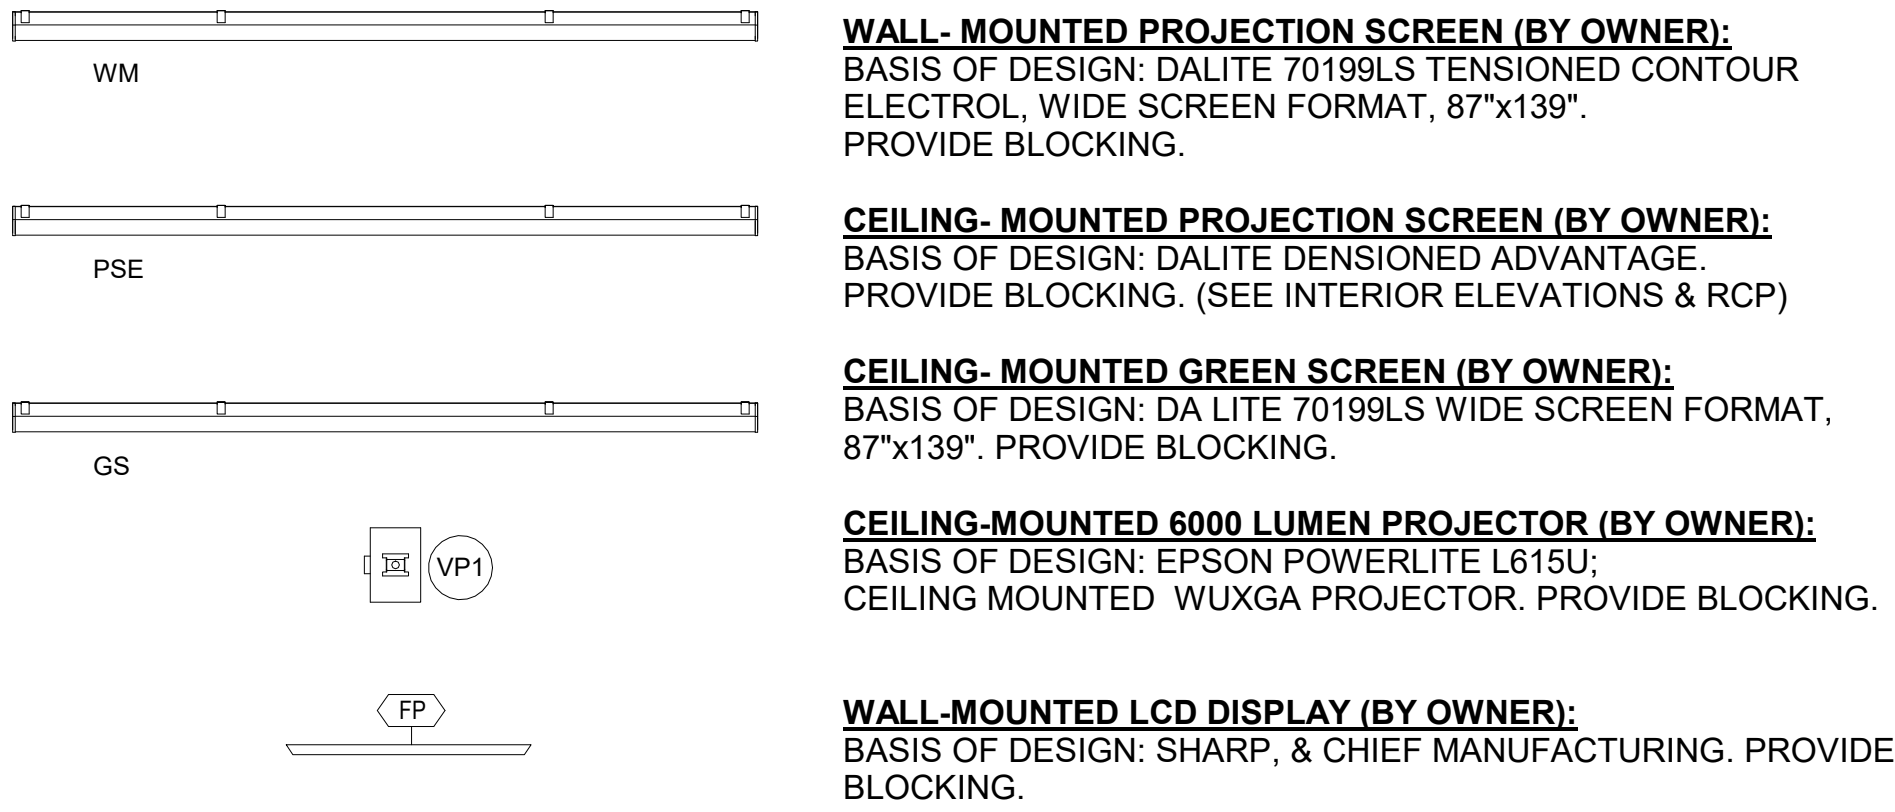 WM
WALL- MOUNTED PROJECTION SCREEN (BY OWNER):
BASIS OF DESIGN: DALITE 70199LS TENSIONED CONTOUR
ELECTROL, WIDE SCREEN FORMAT, 87"x139".
PROVIDE BLOCKING.
PSE
CEILING- MOUNTED PROJECTION SCREEN (BY OWNER):
BASIS OF DESIGN: DALITE DENSIONED ADVANTAGE.
PROVIDE BLOCKING. (SEE INTERIOR ELEVATIONS & RCP)
GS
CEILING- MOUNTED GREEN SCREEN (BY OWNER):
BASIS OF DESIGN: DA LITE 70199LS WIDE SCREEN FORMAT,
87"x139". PROVIDE BLOCKING.
VP1
CEILING-MOUNTED 6000 LUMEN PROJECTOR (BY OWNER):
BASIS OF DESIGN: EPSON POWERLITE L615U;
CEILING MOUNTED  WUXGA PROJECTOR. PROVIDE BLOCKING.
FP
WALL-MOUNTED LCD DISPLAY (BY OWNER):
BASIS OF DESIGN: SHARP, & CHIEF MANUFACTURING. PROVIDE
BLOCKING.